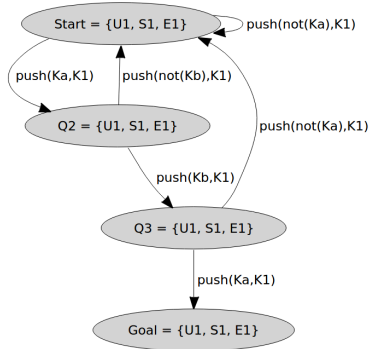 Start = {U1, S1, E1}
push(not(Ka),K1)
push(Ka,K1)
push(not(Kb),K1)
Q2 = {U1, S1, E1}
push(not(Ka),K1)
push(Kb,K1)
Q3 = {U1, S1, E1}
push(Ka,K1)
Goal = {U1, S1, E1}